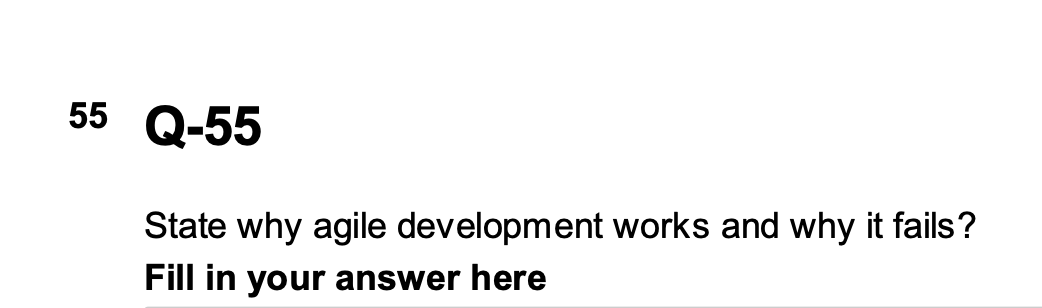 55 Q-55
State why agile development works and why it fails?
Fill in your answer here